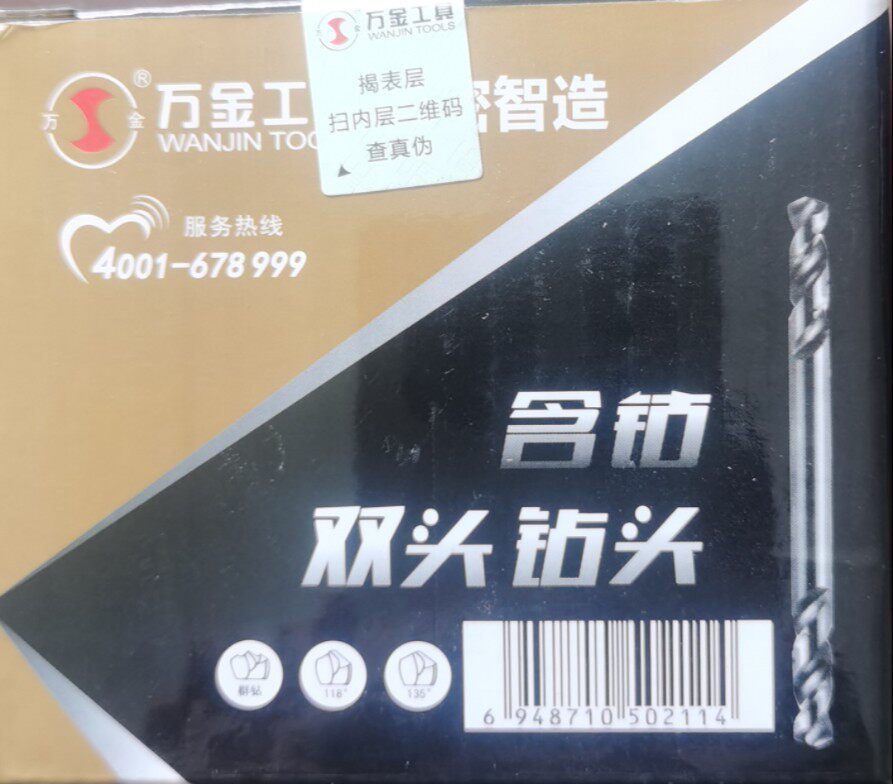 万金工具
WANJIN TOOLS
揭表层
扫内层二维码
查真伪
万 金 ®
万金工
WANJIN TOO
密智造
服务热线
4001-678 999
含钴
双头钻头
群钻
118°
135°
6 948710 502114